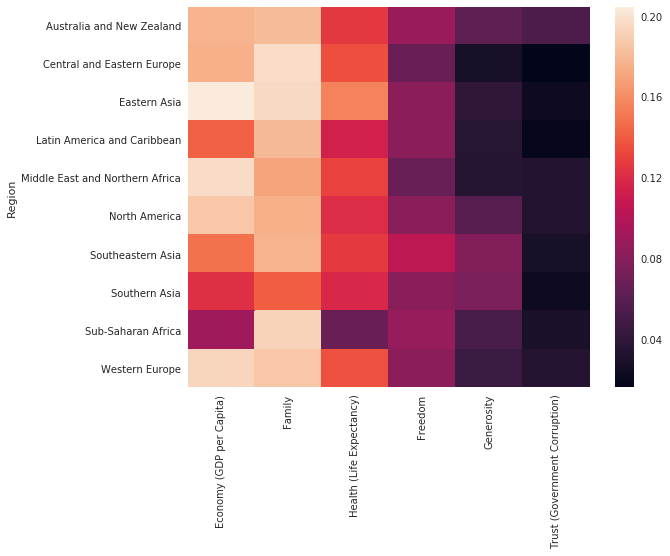 Region
Australia and New Zealand
Central and Eastern Europe
Eastern Asia
Latin America and Caribbean
Middle East and Northern Africa
North America
Southeastern Asia
Southern Asia
Sub-Saharan Africa
Western Europe
Economy (GDP per Capita)
Family
Health (Life Expectancy)
Freedom
Generosity
Trust (Government Corruption)
0.20
0.16
0.12
0.08
0.04